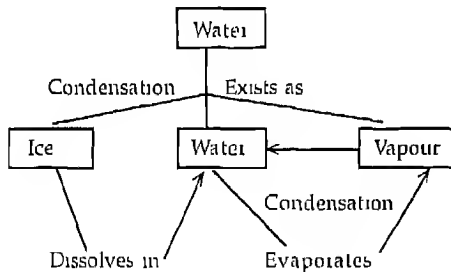 Water
Condensation Exists as
Ice Water Vapour
Condensation
Dissolves in Evaporates